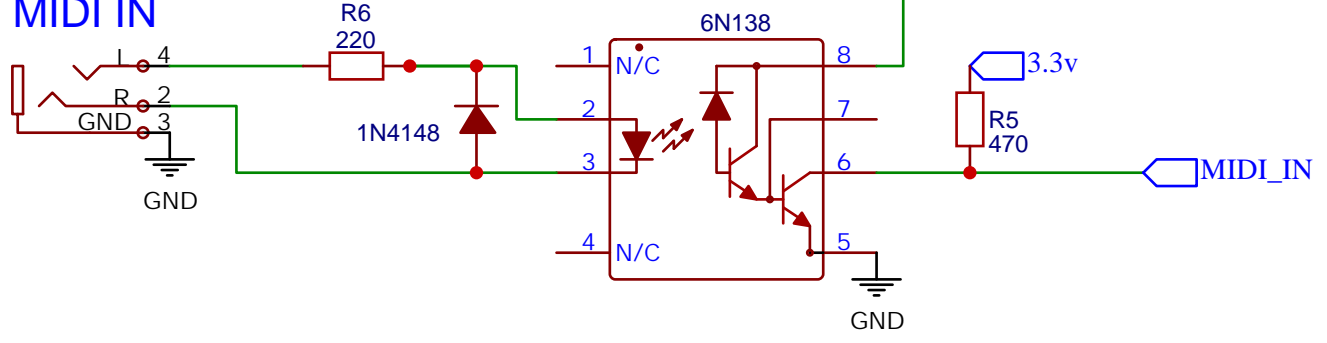 MIDI IN
R6
220
6N138
L 4
1 N/C
8
3.3v
R 2
2
7
GND 3
1N4148
R5
470
3
6
MIDI_IN
GND
4 N/C
5
GND